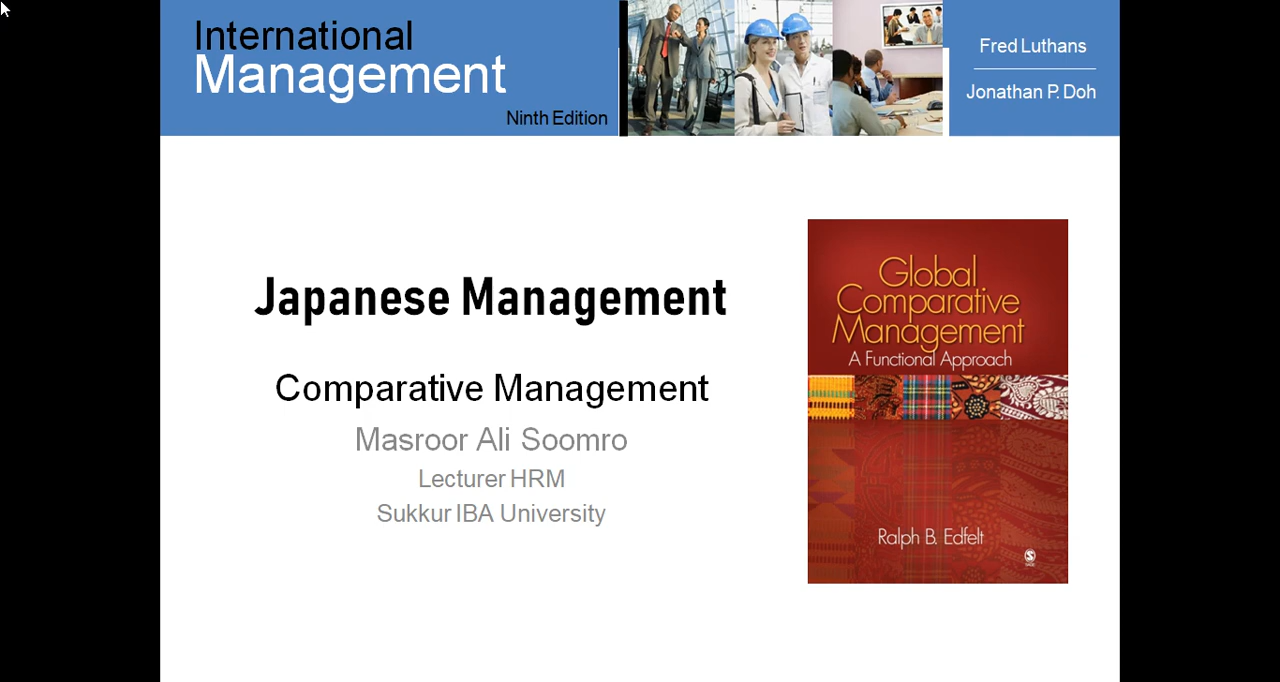 International
Management
Ninth Edition
Fred Luthans
Jonathan P. Doh
Japanese Management
Comparative Management
Masroor Ali Soomro
Lecturer HRM
Sukkur IBA University
Global
Comparative
Management
A Functional Approach
Ralph B. Edfelt